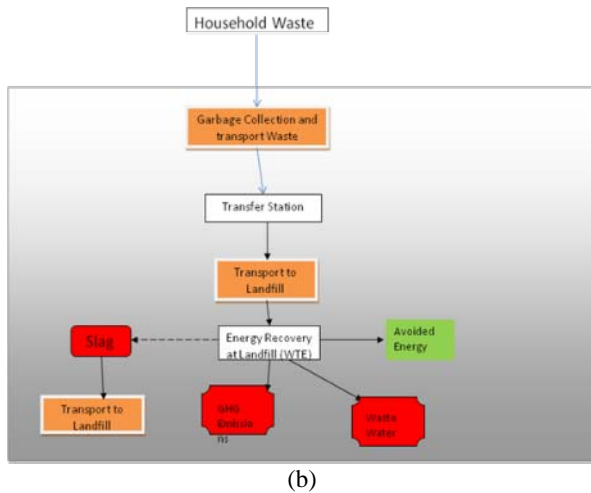 Household Waste
Garbage Collection and
transport Waste
Transfer Station
Transport to
Landfill
Slag
Energy Recovery
at Landfill (WTE)
Avoided
Energy
Transport to
Landfill
GHG
Emissio
ns
Waste
Water
(b)